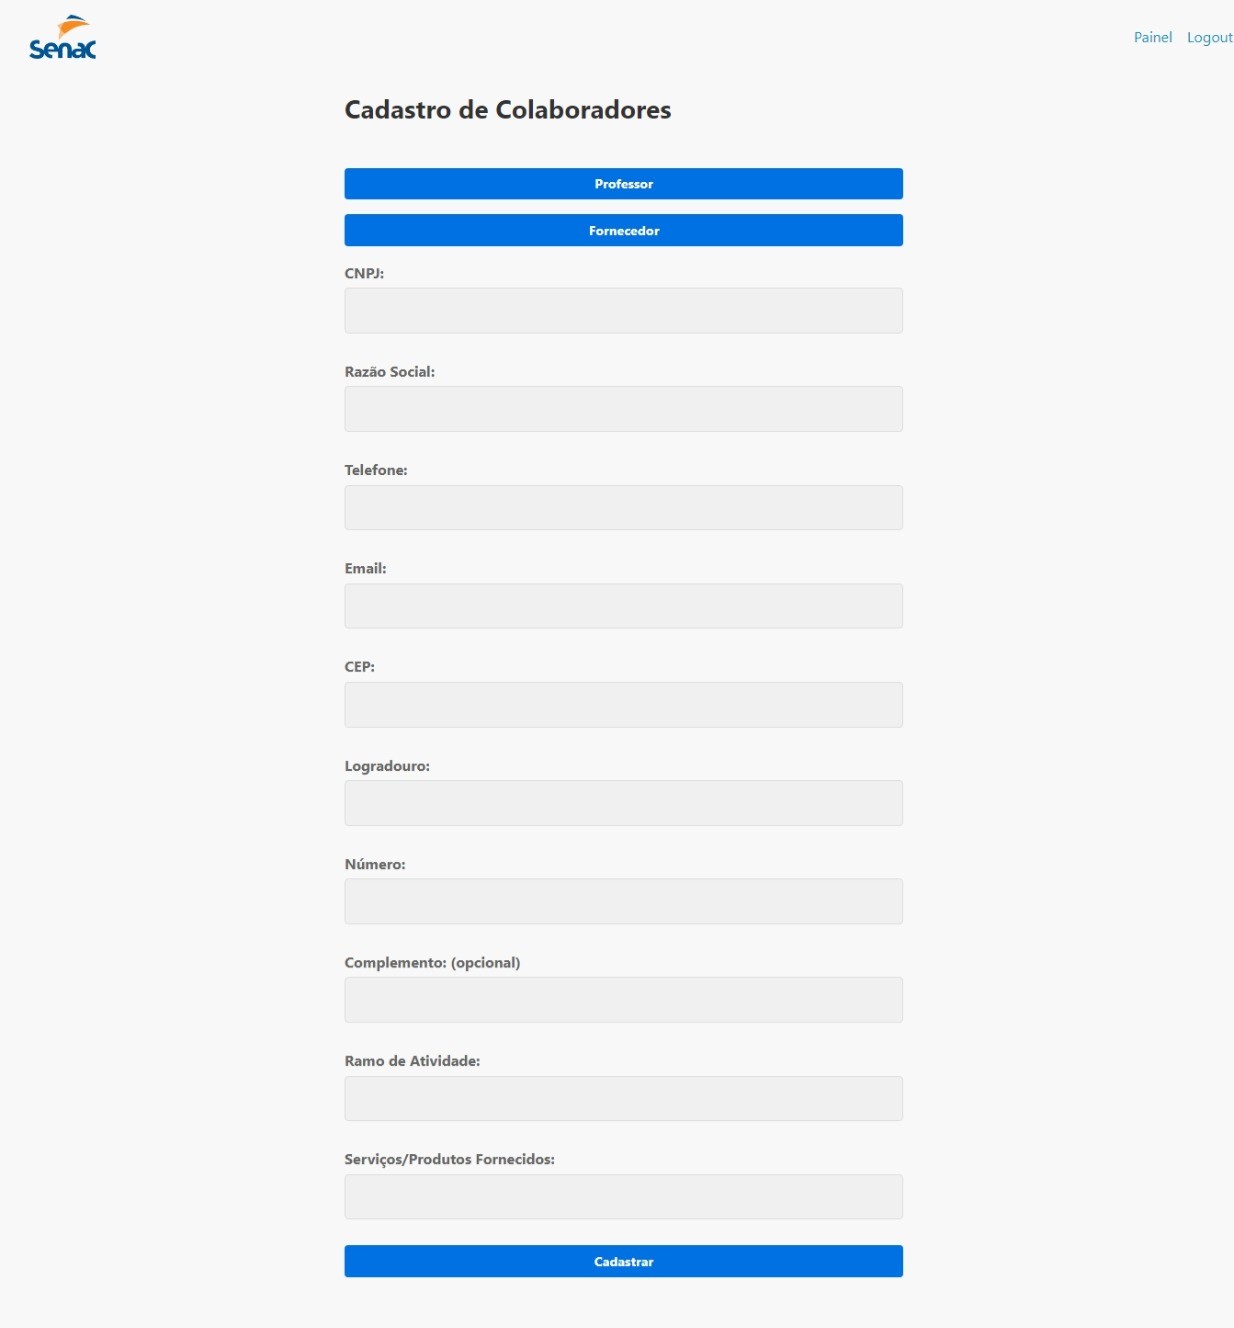 Senac
Painel Logout
Cadastro de Colaboradores
Professor
Fornecedor
CNPJ:
Razão Social:
Telefone:
Email:
CEP:
Logradouro:
Número:
Complemento: (opcional)
Ramo de Atividade:
Serviços/Produtos Fornecidos:
Cadastrar